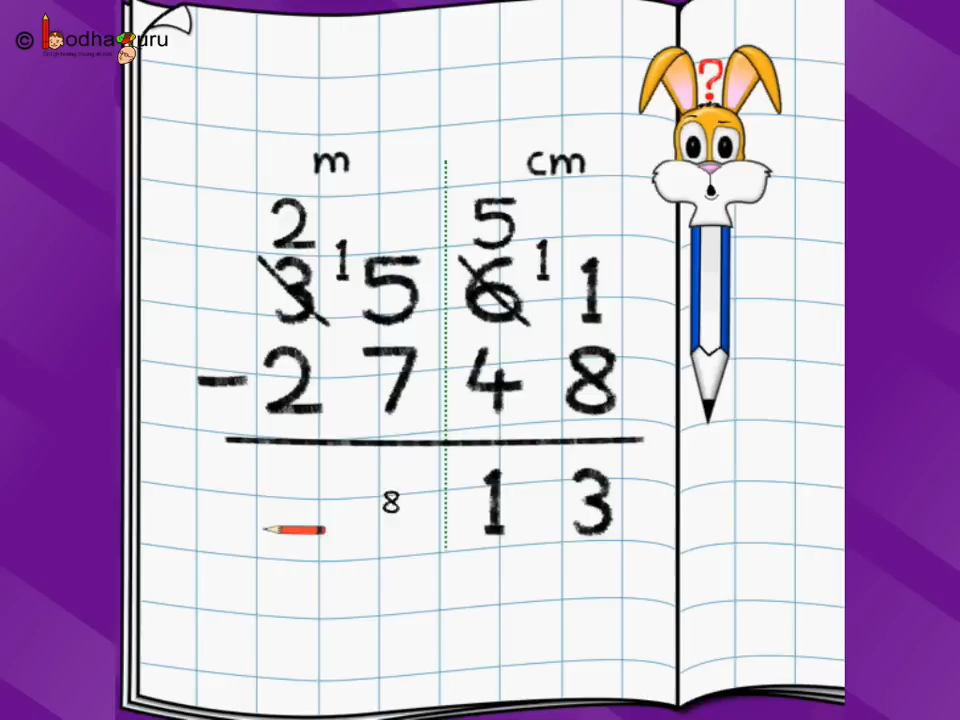 © bodhaguru
?
m cm
2 5
3 1 5 6 1 1
- 2 7 4 8
8 1 3